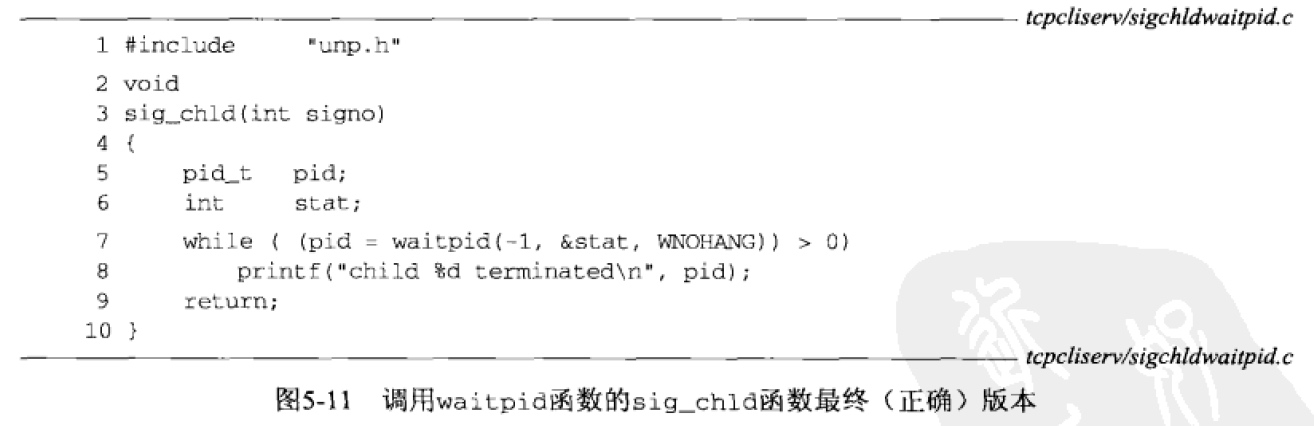 tcpcliserv/sigchldwaitpid.c
1 #include "unp.h"
2 void
3 sig_chld(int signo)
4 {
5 pid_t pid;
6 int stat;
7 while ( (pid = waitpid(-1, &stat, WNOHANG)) > 0)
8 printf("child %d terminated\n", pid);
9 return;
10 }
tcpcliserv/sigchldwaitpid.c
图5-11 调用waitpid函数的sig_chld函数最终（正确）版本